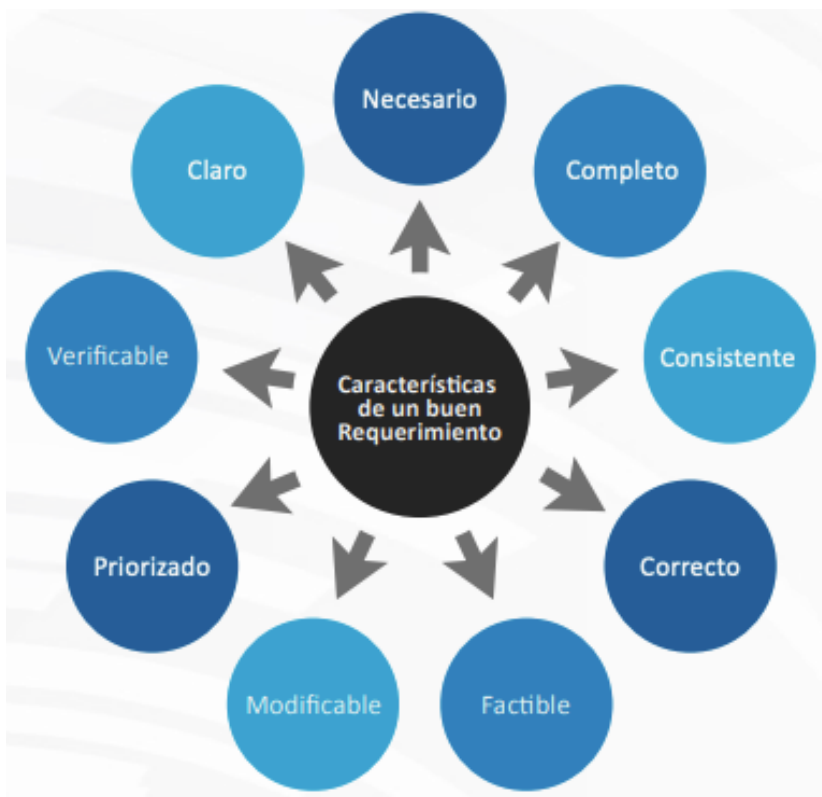 Necesario
Completo
Consistente
Correcto
Factible
Modificable
Priorizado
Verificable
Claro
Características
de un buen
Requerimiento